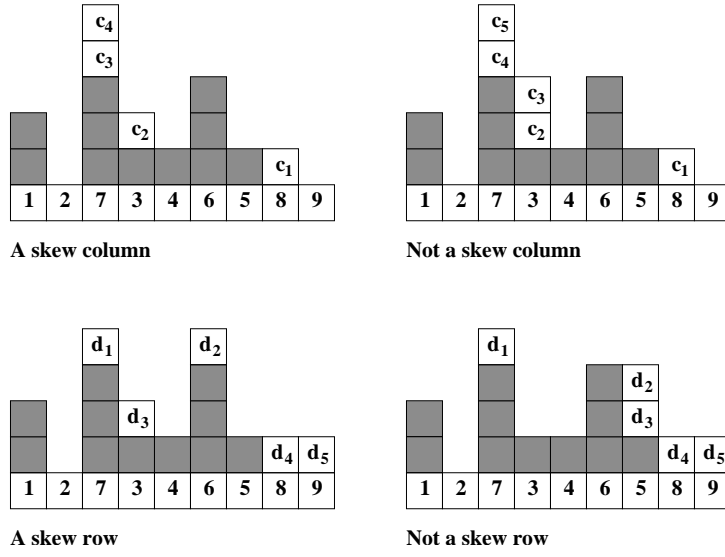 c4 c5
c3 c4
c3
c2 c2
c1 c1
1 2 7 3 4 6 5 8 9 1 2 7 3 4 6 5 8 9
A skew column Not a skew column
d1 d2 d1
d2
d3 d3
d4 d5 d4 d5
1 2 7 3 4 6 5 8 9 1 2 7 3 4 6 5 8 9
A skew row Not a skew row